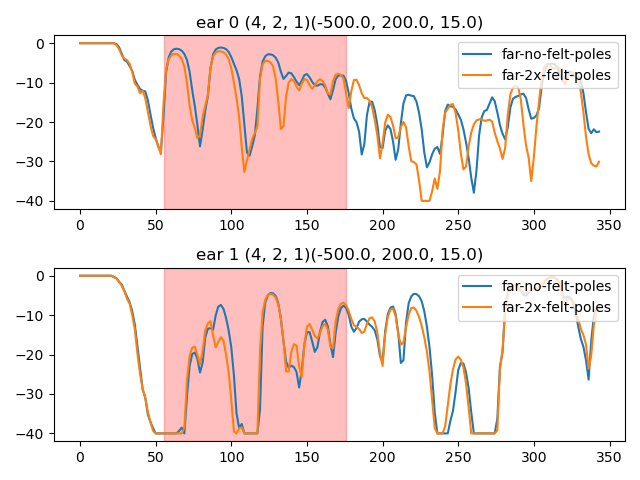 ear 0 (4, 2, 1)(-500.0, 200.0, 15.0)
0
−10
−20
−30
−40
far-no-felt-poles
far-2x-felt-poles
0 50 100 150 200 250 300 350
ear 1 (4, 2, 1)(-500.0, 200.0, 15.0)
0
−10
−20
−30
−40
far-no-felt-poles
far-2x-felt-poles
0 50 100 150 200 250 300 350